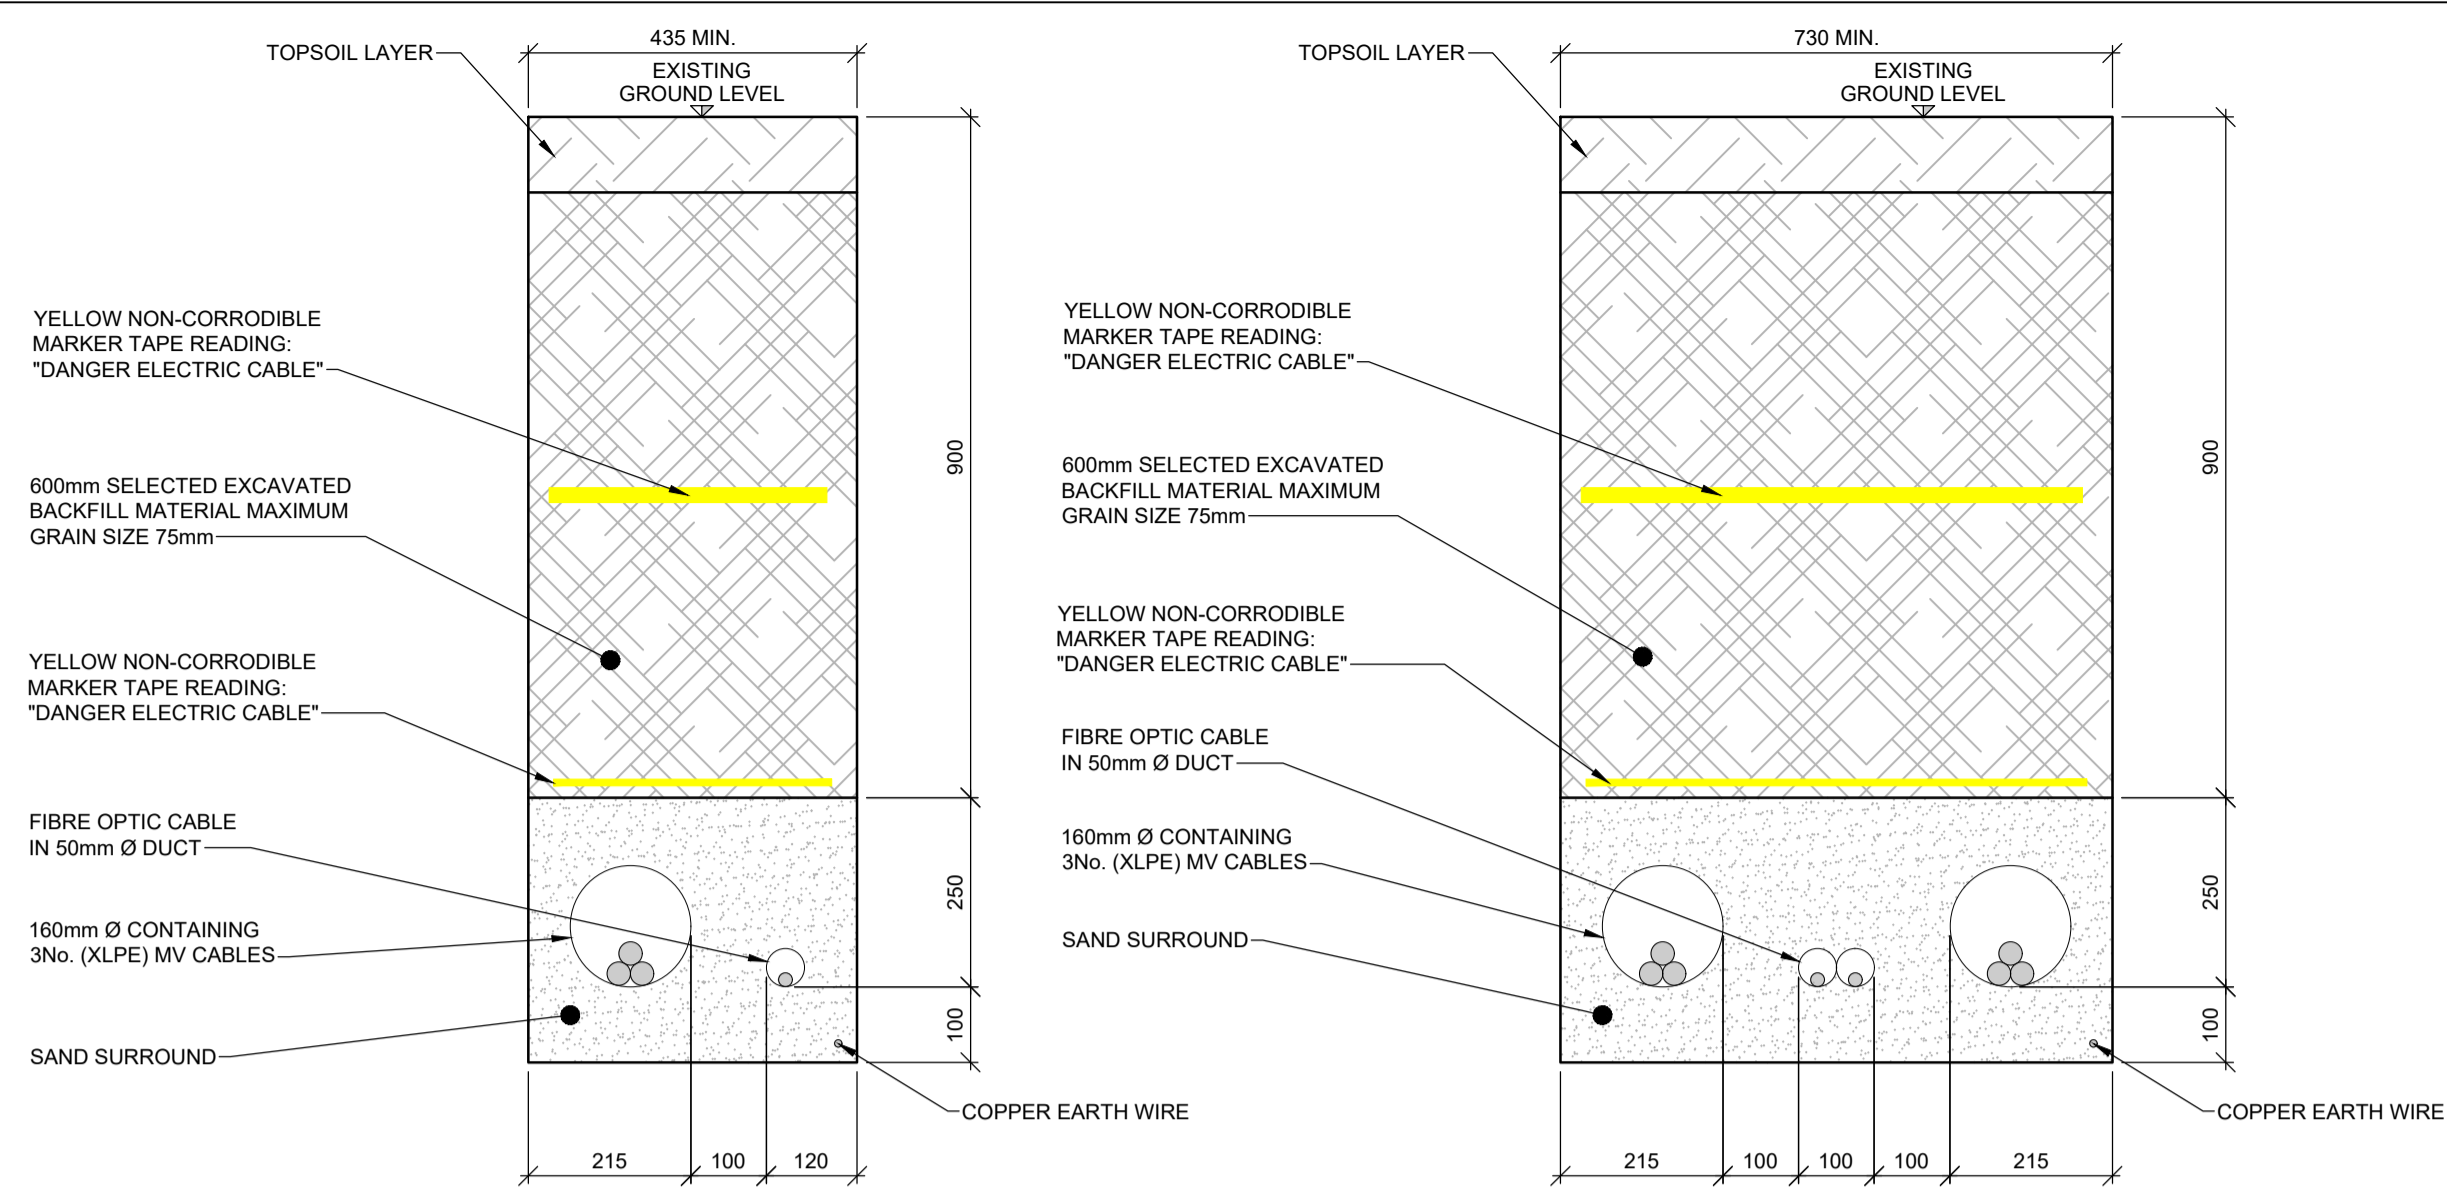 435 MIN.
TOPSOIL LAYER
EXISTING
GROUND LEVEL
YELLOW NON-CORRODIBLE
MARKER TAPE READING:
"DANGER ELECTRIC CABLE"
900
600mm SELECTED EXCAVATED
BACKFILL MATERIAL MAXIMUM
GRAIN SIZE 75mm
YELLOW NON-CORRODIBLE
MARKER TAPE READING:
"DANGER ELECTRIC CABLE"
FIBRE OPTIC CABLE
IN 50mm Ø DUCT
250
160mm Ø CONTAINING
3No. (XLPE) MV CABLES
100
SAND SURROUND
COPPER EARTH WIRE
215
100
120
730 MIN.
TOPSOIL LAYER
EXISTING
GROUND LEVEL
YELLOW NON-CORRODIBLE
MARKER TAPE READING:
"DANGER ELECTRIC CABLE"
900
600mm SELECTED EXCAVATED
BACKFILL MATERIAL MAXIMUM
GRAIN SIZE 75mm
YELLOW NON-CORRODIBLE
MARKER TAPE READING:
"DANGER ELECTRIC CABLE"
FIBRE OPTIC CABLE
IN 50mm Ø DUCT
160mm Ø CONTAINING
3No. (XLPE) MV CABLES
250
SAND SURROUND
100
COPPER EARTH WIRE
215
100
100
100
215